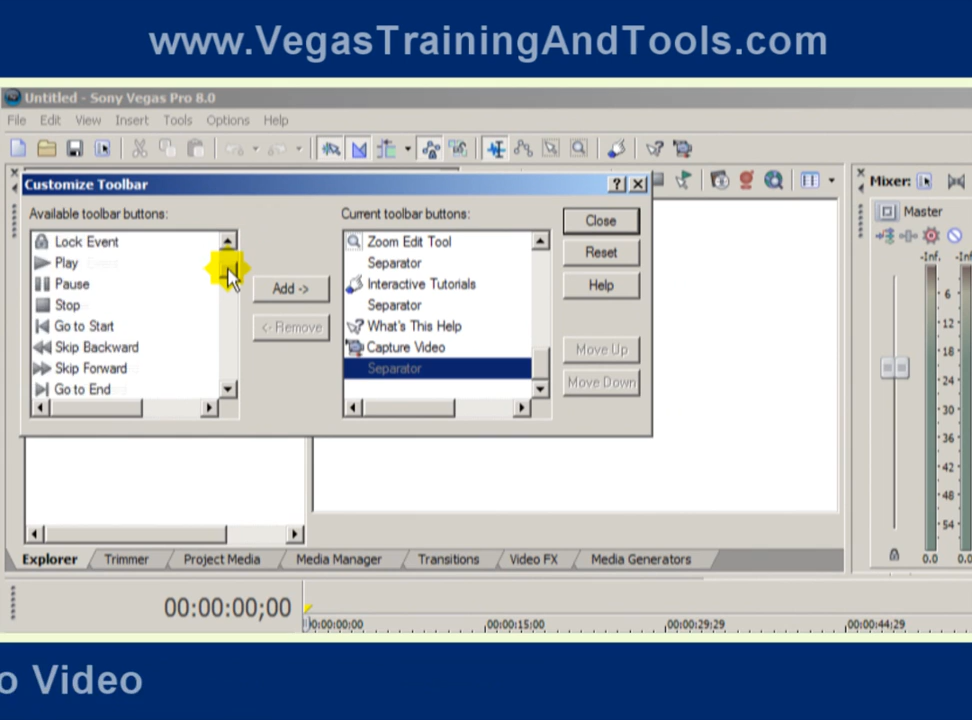 www.VegasTrainingAndTools.com
Untitled - Sony Vegas Pro 8.0
File Edit View Insert Tools Options Help
Customize Toolbar
Mixer:
Available toolbar buttons:
Current toolbar buttons:
Master
Lock Event
Play
Pause
Stop
Go to Start
Skip Backward
Skip Forward
Go to End
Add ->
<- Remove
Zoom Edit Tool
Separator
Interactive Tutorials
Separator
What's This Help
Capture Video
Separator
Close
Reset
Help
Move Up
Move Down
-Inf. -Inf
6
12
18
24
30
36
42
48
54
0.0 0.0
Explorer Trimmer Project Media Media Manager Transitions Video FX Media Generators
00:00:00;00
00:00:00:00 00:00:15:00 00:00:29:29 00:00:44:29
o Video